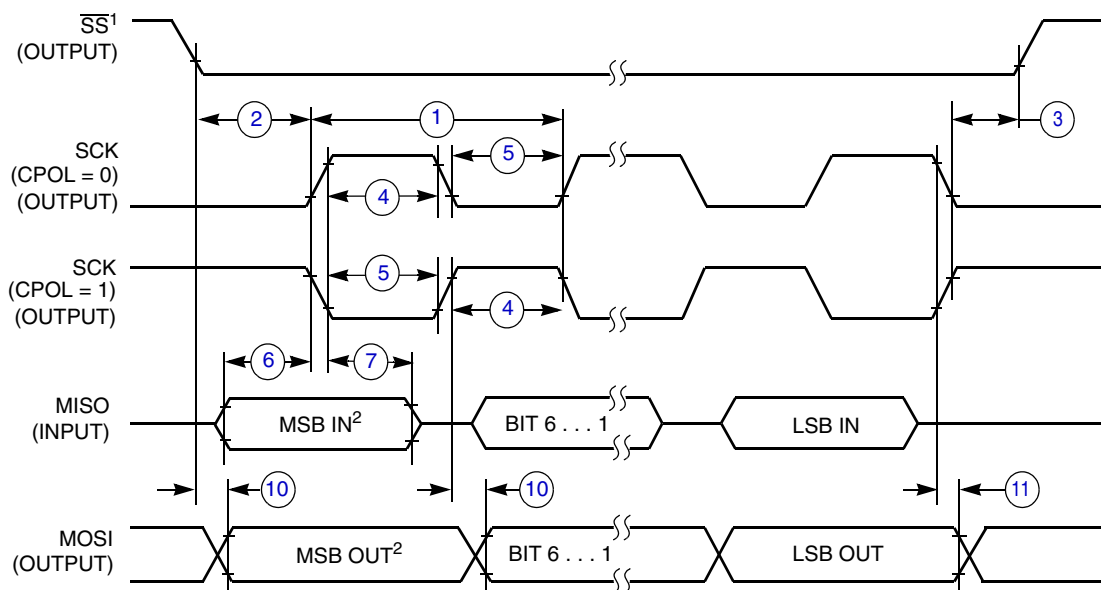 SS¹
(OUTPUT)
2
1
3
SCK
(CPOL = 0)
(OUTPUT)
5
4
SCK
(CPOL = 1)
(OUTPUT)
5
4
6
7
MISO
(INPUT)
MSB IN²
BIT 6 . . . 1
LSB IN
10
10
11
MOSI
(OUTPUT)
MSB OUT²
BIT 6 . . . 1
LSB OUT